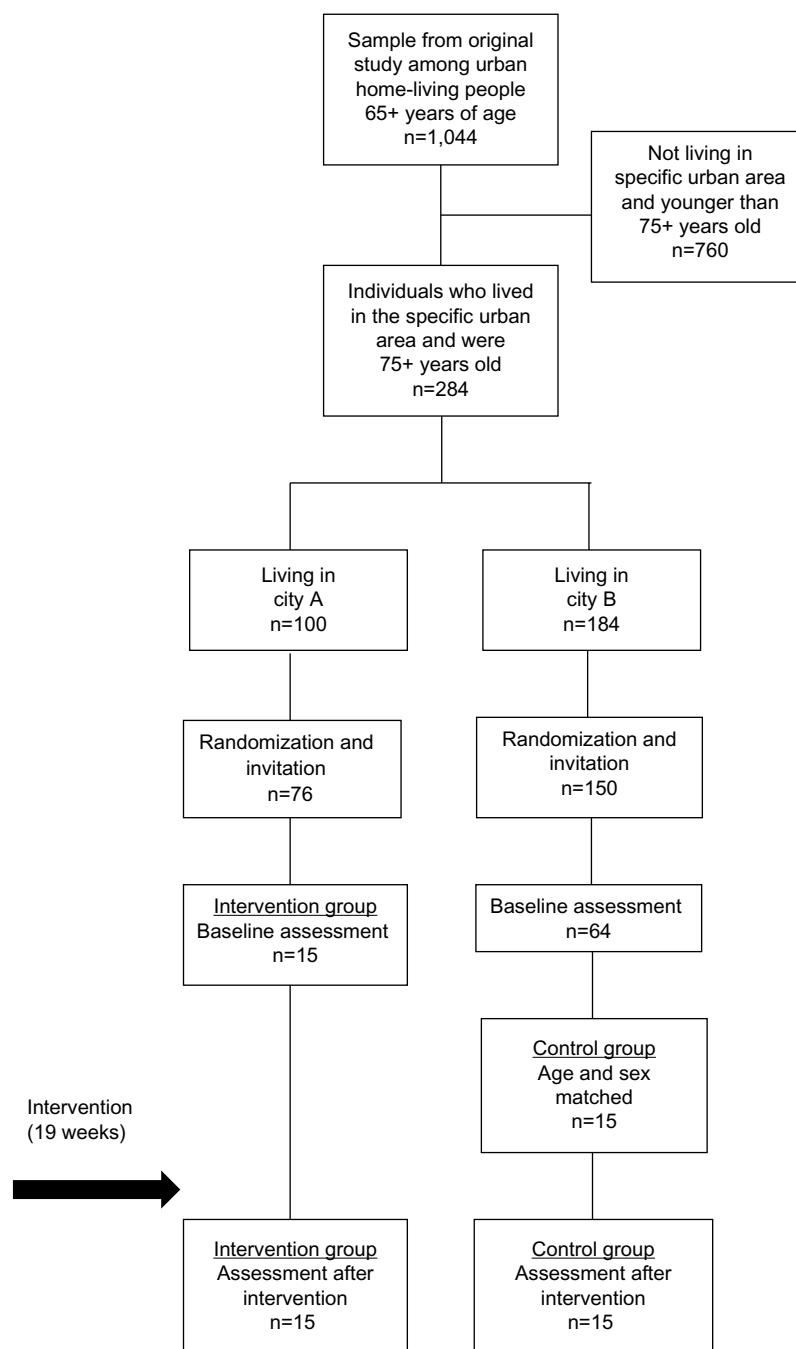 Sample from original
study among urban
home-living people
65+ years of age
n=1,044
Not living in
specific urban area
and younger than
75+ years old
n=760
Individuals who lived
in the specific urban
area and were
75+ years old
n=284
Living in
city A
n=100
Living in
city B
n=184
Randomization and
invitation
n=76
Randomization and
invitation
n=150
Intervention group
Baseline assessment
n=15
Baseline assessment
n=64
Control group
Age and sex
matched
n=15
Intervention
(19 weeks)
Intervention group
Assessment after
intervention
n=15
Control group
Assessment after
intervention
n=15